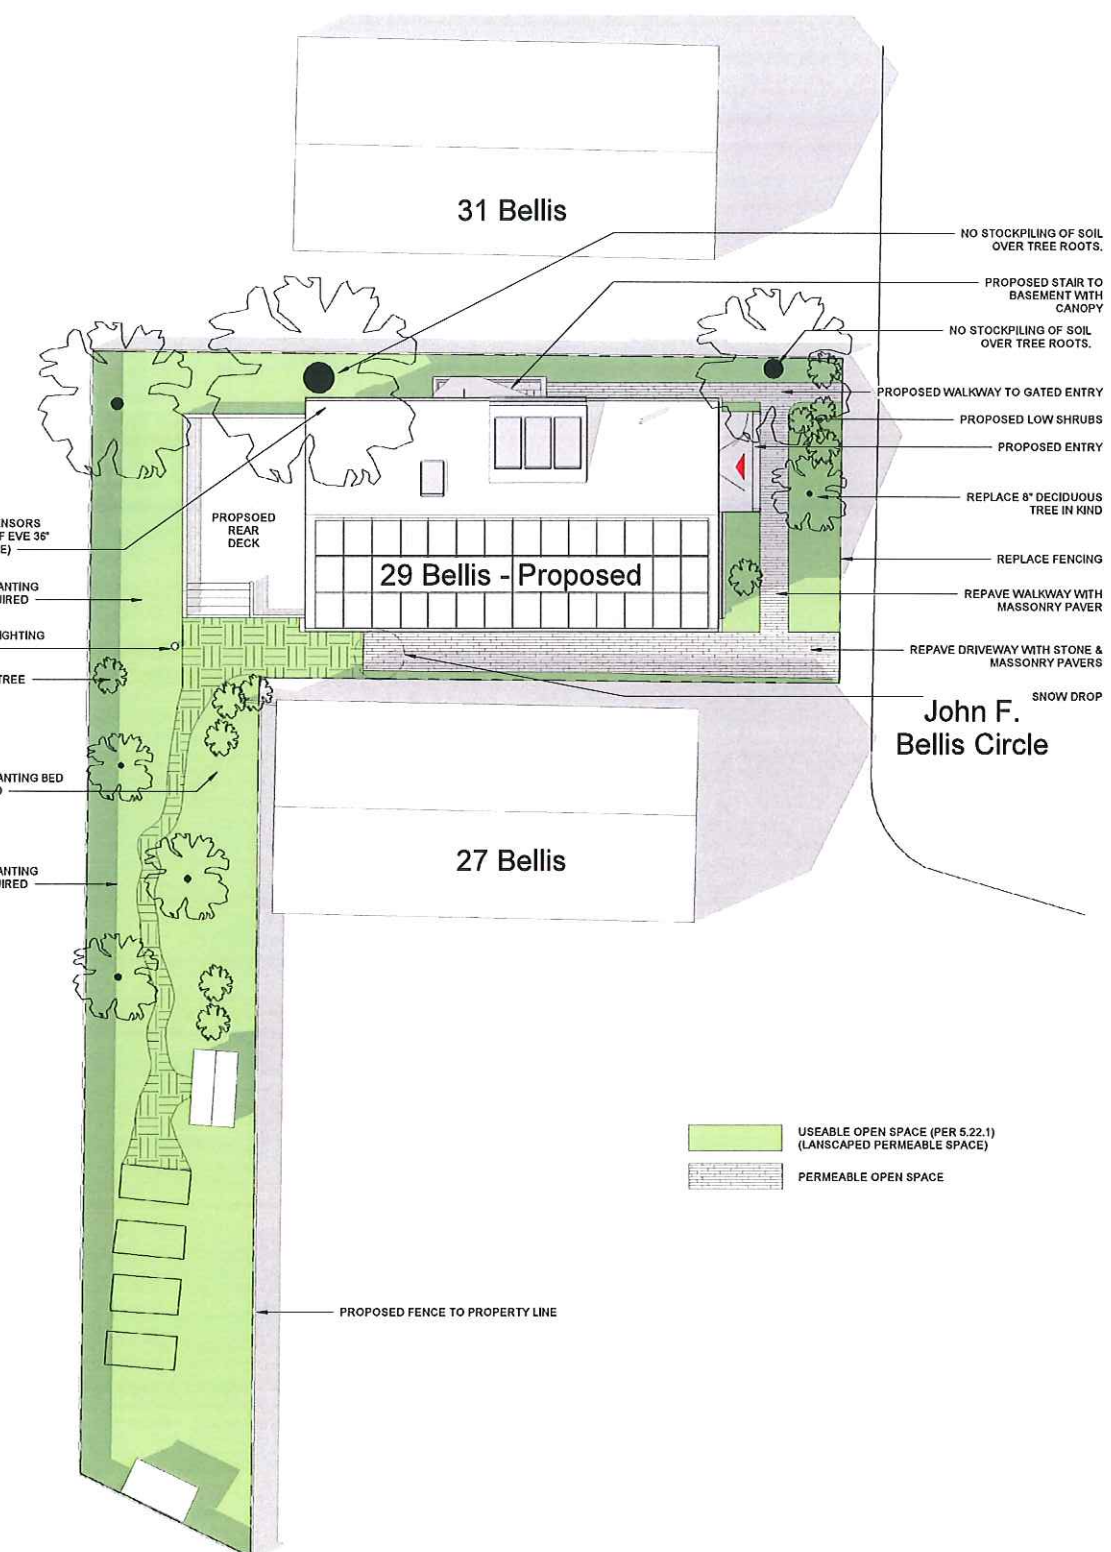 31 Bellis
NO STOCKPILING OF SOIL
OVER TREE ROOTS.
PROPOSED STAIR TO
BASEMENT WITH
CANOPY
NO STOCKPILING OF SOIL
OVER TREE ROOTS.
PROPOSED WALKWAY TO GATED ENTRY
PROPOSED LOW SHRUBS
PROPOSED ENTRY
REPLACE 8" DECIDUOUS
TREE IN KIND
REPLACE FENCING
REPAVE WALKWAY WITH
MASSONRY PAVER
REPAVE DRIVEWAY WITH STONE &
MASSONRY PAVERS
SNOW DROP
PROPSOED
REAR
DECK
29 Bellis - Proposed
John F.
Bellis Circle
27 Bellis
EVE 36"
TREE
BED
USEABLE OPEN SPACE (PER 5.22.1)
(LANSCAPED PERMEABLE SPACE)
PERMEABLE OPEN SPACE
PROPOSED FENCE TO PROPERTY LINE